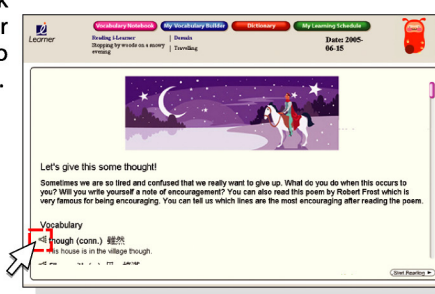 k
r
o
.
Learner
Vocabulary Notebook
My Vocabulary Builder
Dictionary
My Learning Schedule
Reading i-Learner
Domain
Date: 2005-
Stopping by woods on a snowy
Travelling
06-15
evening
Let's give this some thought!
Sometimes we are so tired and confused that we really want to give up. What do you do when this occurs to
you? Will you write yourself a note of encouragement? You can also read this poem by Robert Frost which is
very famous for being encouraging. You can tell us which lines are the most encouraging after reading the poem.
Vocabulary
though (conn.) 雖然
His house is in the village though.
Start Reading